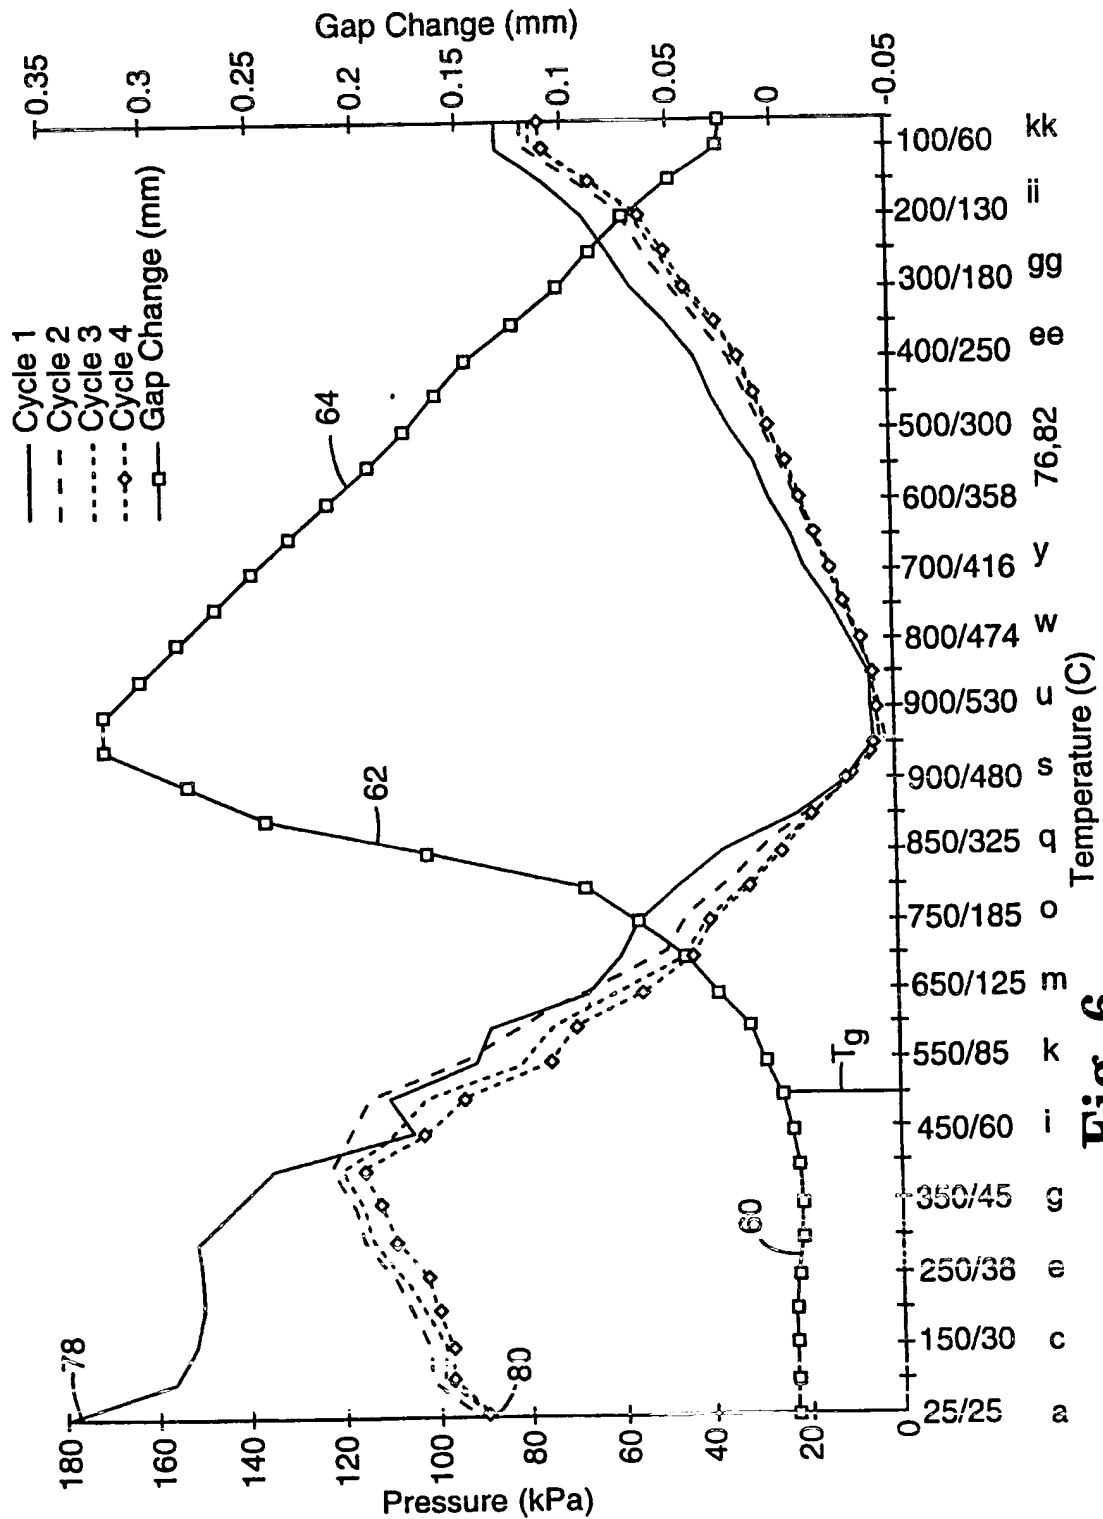 Cycle 1
Cycle 2
Cycle 3
Cycle 4
Gap Change (mm)
Pressure (kPa)
180
160
140
120
100
80
60
40
20
0
Gap Change (mm)
0.35
0.3
0.25
0.2
0.15
0.1
0.05
0
-0.05
78
80
60
62
64
Tg
25/25
150/30
250/38
350/45
450/60
550/85
650/125
750/185
850/325
900/480
900/530
800/474
700/416
600/358
500/300
400/250
300/180
200/130
100/60
a
c
e
g
i
k
m
o
q
s
u
w
y
76,82
ee
gg
ii
kk
Temperature (C)
Fig. 6